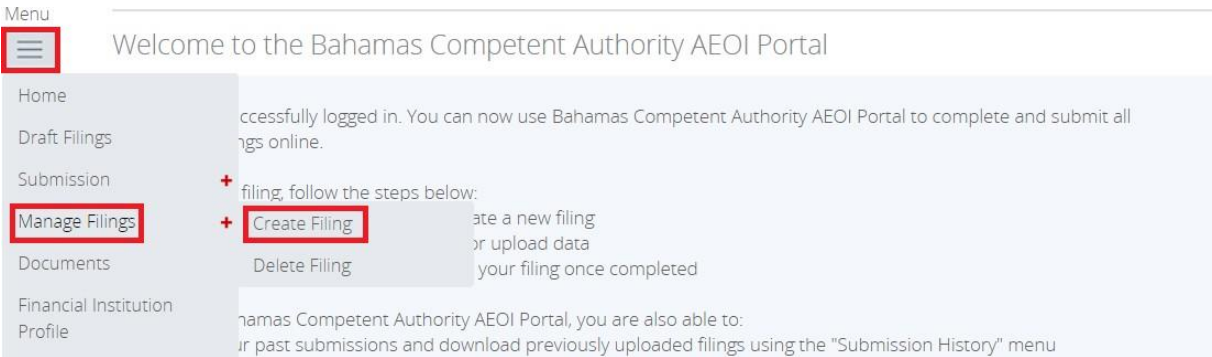 Menu
Welcome to the Bahamas Competent Authority AEOI Portal
Home
ccessfully logged in. You can now use Bahamas Competent Authority AEOI Portal to complete and submit all
Draft Filings
ngs online.
Submission +
filing, follow the steps below:
Manage Filings + Create Filing
ate a new filing
or upload data
Documents
Delete Filing
your filing once completed
Financial Institution
Profile
hamas Competent Authority AEOI Portal, you are also able to:
ur past submissions and download previously uploaded filings using the "Submission History" menu